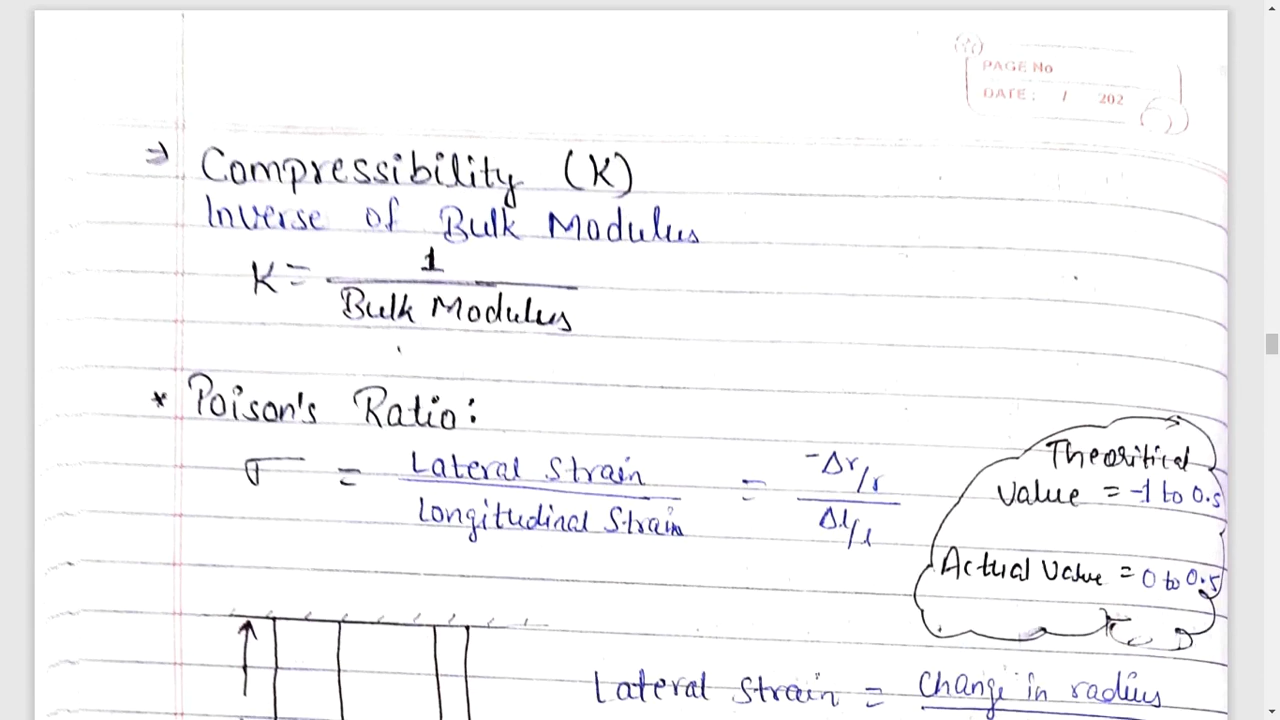 PAGE No
DATE: / 202
⇒ Compressibility (K)
Inverse of Bulk Modulus
K = 1
Bulk Modulus
* Poison's Ratio:
σ = Lateral Strain / Longitudinal Strain = -Δr/r / Δl/l
Theoritical
Value = -1 to 0.5
Actual Value = 0 to 0.5
Lateral Strain = Change in radius